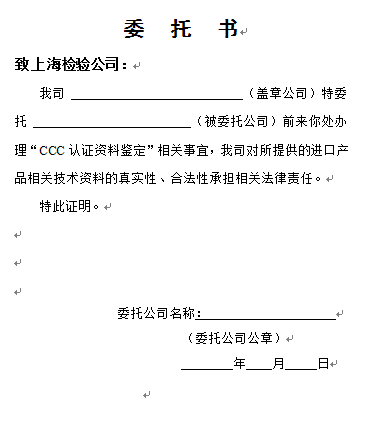 委 托 书
致上海检验公司：
我司 ________________________（盖章公司）特委
托 ______________________（被委托公司）前来你处办
理“CCC 认证资料鉴定”相关事宜，我司对所提供的进口产
品相关技术资料的真实性、合法性承担相关法律责任。
特此证明。
委托公司名称:____________________
（委托公司公章）
________年____月_____日